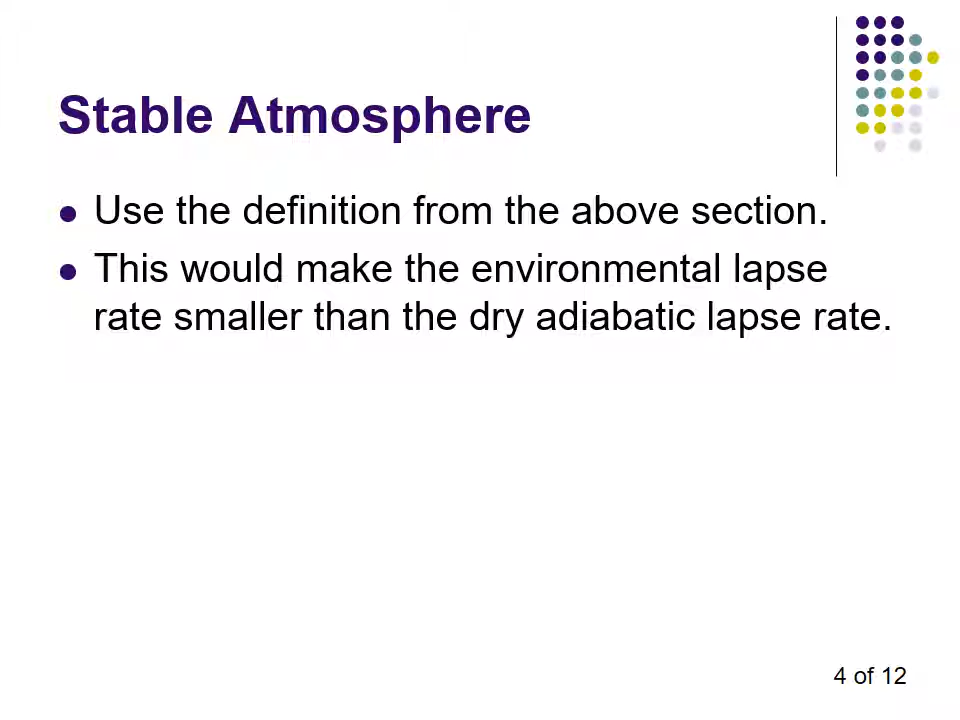 Stable Atmosphere
Use the definition from the above section.
This would make the environmental lapse
rate smaller than the dry adiabatic lapse rate.
4 of 12